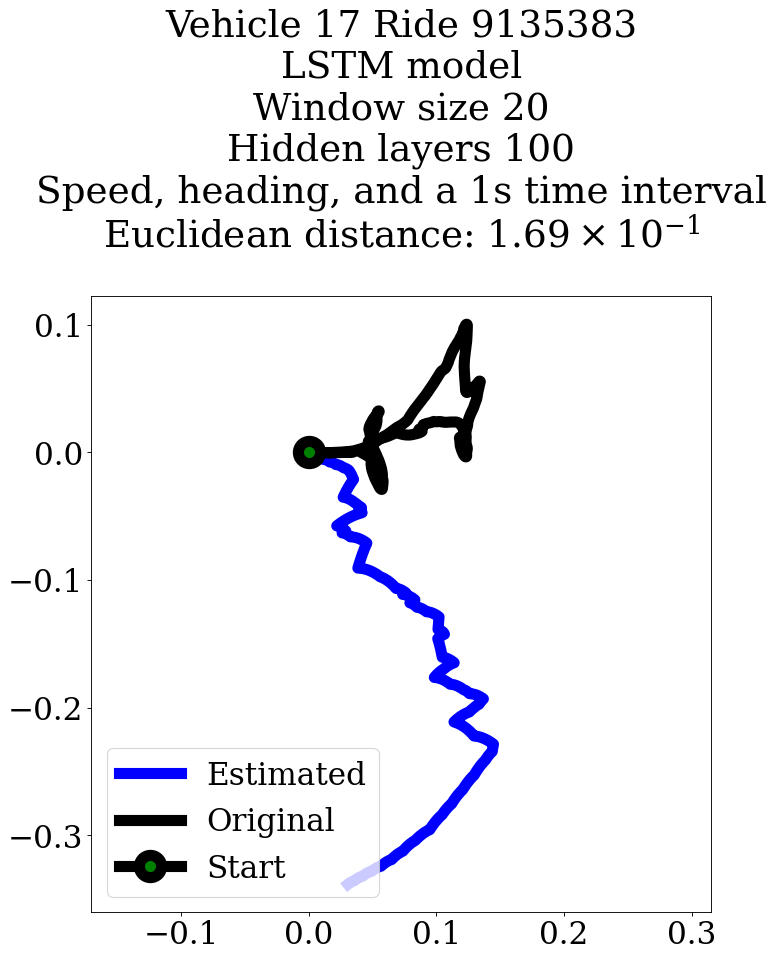 Vehicle 17 Ride 9135383
LSTM model
Window size 20
Hidden layers 100
Speed, heading, and a 1s time interval
Euclidean distance: 1.69 × 10⁻¹
0.1
0.0
−0.1
−0.2
−0.3
Estimated
Original
Start
−0.1 0.0 0.1 0.2 0.3